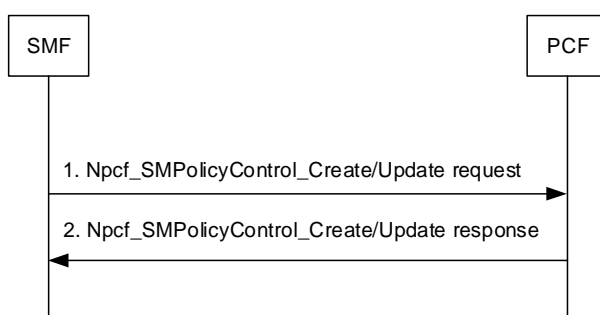 SMF
PCF
1. Npcf_SMPolicyControl_Create/Update request
2. Npcf_SMPolicyControl_Create/Update response